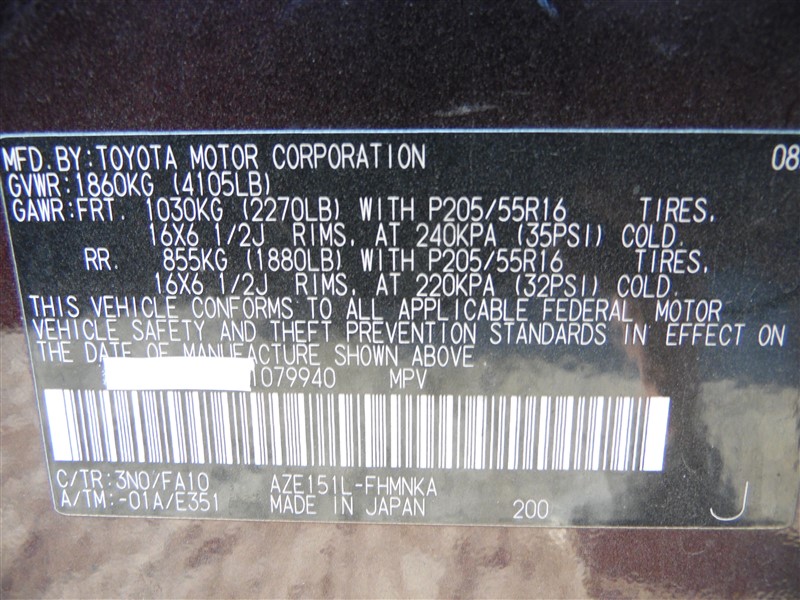 MFD.BY:TOYOTA MOTOR CORPORATION 08
GVWR:1860KG (4105LB)
GAWR:FRT. 1030KG (2270LB) WITH P205/55R16 TIRES,
16X6 1/2J RIMS, AT 240KPA (35PSI) COLD.
RR. 855KG (1880LB) WITH P205/55R16 TIRES,
16X6 1/2J RIMS, AT 220KPA (32PSI) COLD.
THIS VEHICLE CONFORMS TO ALL APPLICABLE FEDERAL MOTOR
VEHICLE SAFETY AND THEFT PREVENTION STANDARDS IN EFFECT ON
THE DATE OF MANUFACTURE SHOWN ABOVE
1079940 MPV
C/TR:3N0/FA10 AZE151L-FHMNKA
A/TM:-01A/E351 MADE IN JAPAN 200 J